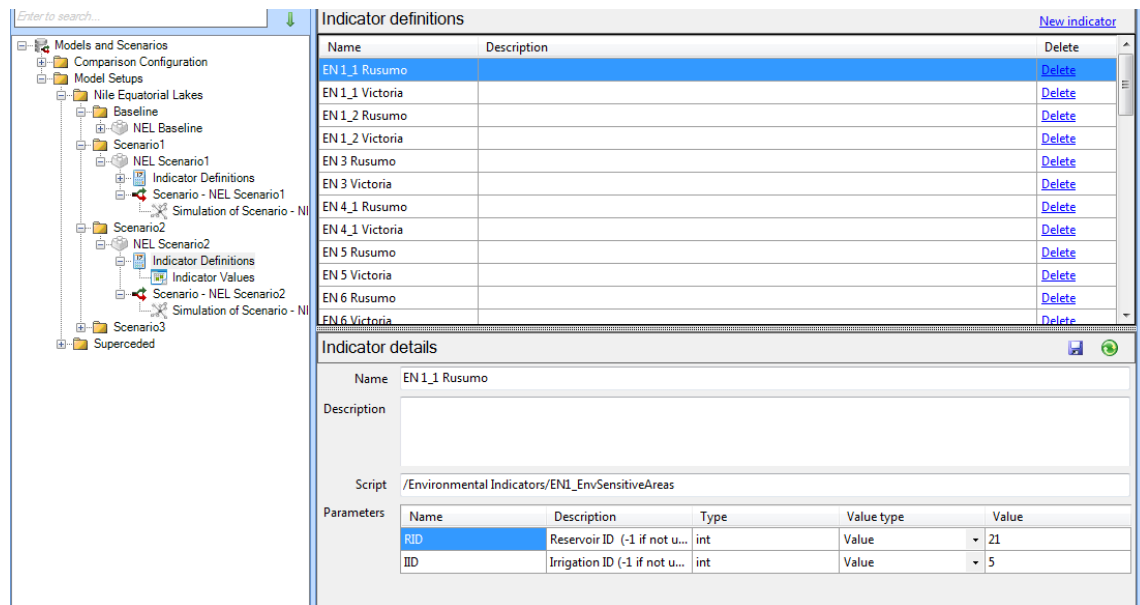 Enter to search...
Models and Scenarios
Comparison Configuration
Model Setups
Nile Equatorial Lakes
Baseline
NEL Baseline
Scenario1
NEL Scenario1
Indicator Definitions
Scenario - NEL Scenario1
Simulation of Scenario - NI
Scenario2
NEL Scenario2
Indicator Definitions
Indicator Values
Scenario - NEL Scenario2
Simulation of Scenario - NI
Scenario3
Superceded
Indicator definitions New indicator
Name Description Delete
EN 1_1 Rusumo Delete
EN 1_1 Victoria Delete
EN 1_2 Rusumo Delete
EN 1_2 Victoria Delete
EN 3 Rusumo Delete
EN 3 Victoria Delete
EN 4_1 Rusumo Delete
EN 4_1 Victoria Delete
EN 5 Rusumo Delete
EN 5 Victoria Delete
EN 6 Rusumo Delete
EN 6 Victoria Delete
Indicator details
Name EN 1_1 Rusumo
Description
Script /Environmental Indicators/EN1_EnvSensitiveAreas
Parameters Name Description Type Value type Value
RID Reservoir ID (-1 if not u... int Value 21
IID Irrigation ID (-1 if not u... int Value 5